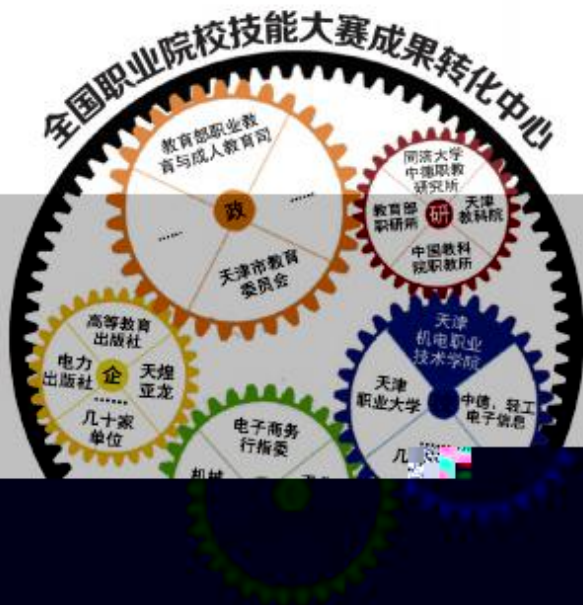 全国职业院校技能大赛成果转化中心
教育部职业教
育与成人教育司
......
......
天津市教育
委员会
政
同济大学
中德职教
研究所
教育部
职研所
研
天津
教科院
中国教科
院职教所
高等教育
出版社
电力
出版社
企
天煌
亚龙
......
几十家
单位
天津
机电职业
技术学院
天津
职业大学
中德、轻工
电子信息
......
电子商务
行指委
机械